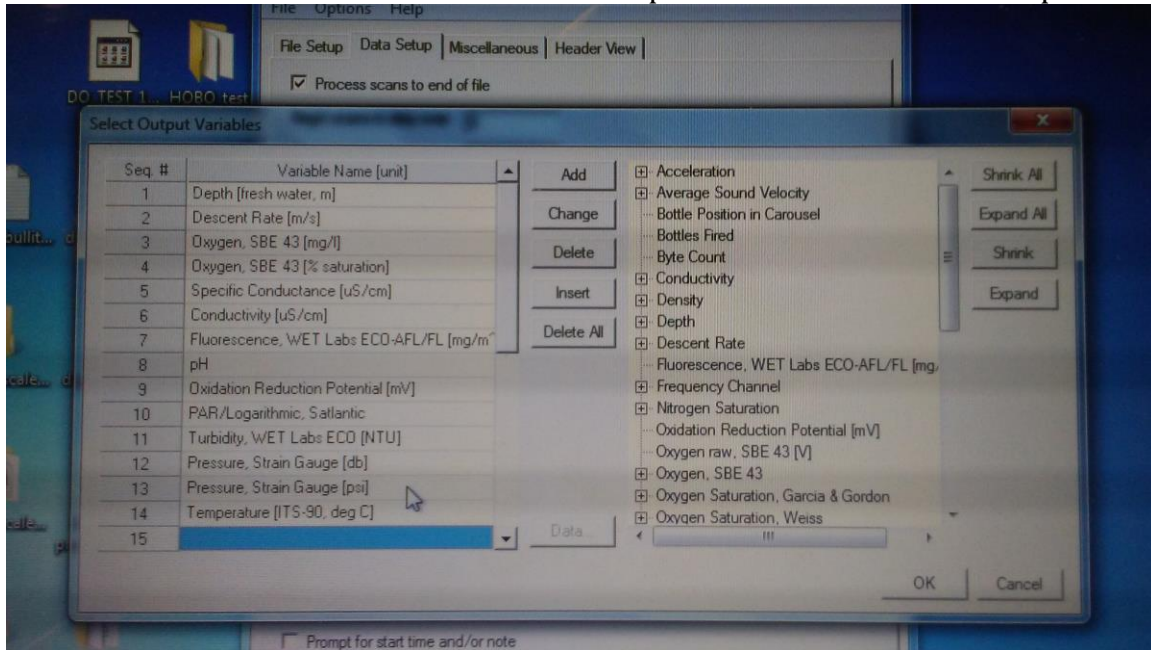 File Options Help
File Setup Data Setup Miscellaneous Header View
Process scans to end of file
DO TEST 1... HOBO test
Select Output Variables
Seq. # Variable Name [unit]
1 Depth [fresh water, m]
2 Descent Rate [m/s]
3 Oxygen, SBE 43 [mg/l]
4 Oxygen, SBE 43 [% saturation]
5 Specific Conductance [uS/cm]
6 Conductivity [uS/cm]
7 Fluorescence, WET Labs ECO-AFL/FL [mg/m^
8 pH
9 Oxidation Reduction Potential [mV]
10 PAR/Logarithmic, Satlantic
11 Turbidity, WET Labs ECO [NTU]
12 Pressure, Strain Gauge [db]
13 Pressure, Strain Gauge [psi]
14 Temperature [ITS-90, deg C]
15
Add
Change
Delete
Insert
Delete All
Data...
Acceleration
Average Sound Velocity
Bottle Position in Carousel
Bottles Fired
Byte Count
Conductivity
Density
Depth
Descent Rate
Fluorescence, WET Labs ECO-AFL/FL [mg/
Frequency Channel
Nitrogen Saturation
Oxidation Reduction Potential [mV]
Oxygen raw, SBE 43 [V]
Oxygen, SBE 43
Oxygen Saturation, Garcia & Gordon
Oxygen Saturation, Weiss
Shrink All
Expand All
Shrink
Expand
OK Cancel
Prompt for start time and/or note